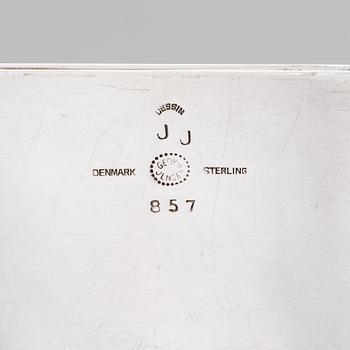 DESSIN
J J
GEORG
DENMARK JENSEN STERLING
857